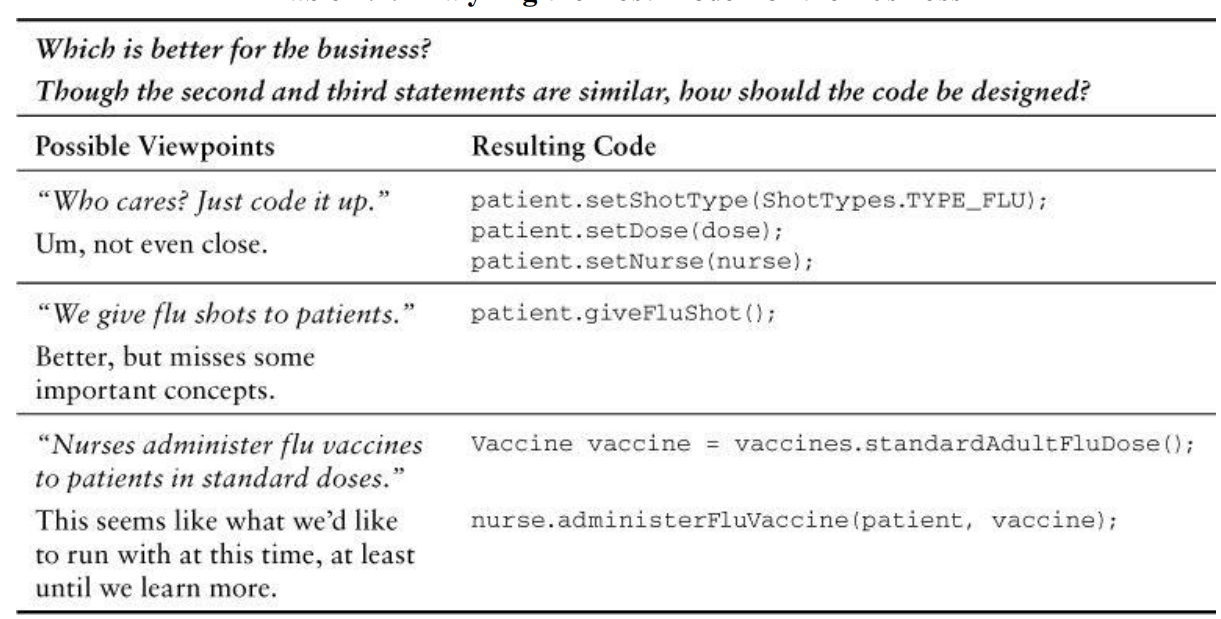 Which is better for the business?
Though the second and third statements are similar, how should the code be designed?
Possible Viewpoints
Resulting Code
“Who cares? Just code it up.”
Um, not even close.
patient.setShotType(ShotTypes.TYPE_FLU);
patient.setDose(dose);
patient.setNurse(nurse);
“We give flu shots to patients.”
Better, but misses some
important concepts.
patient.giveFluShot();
“Nurses administer flu vaccines
to patients in standard doses.”
This seems like what we’d like
to run with at this time, at least
until we learn more.
Vaccine vaccine = vaccines.standardAdultFluDose();
nurse.administerFluVaccine(patient, vaccine);